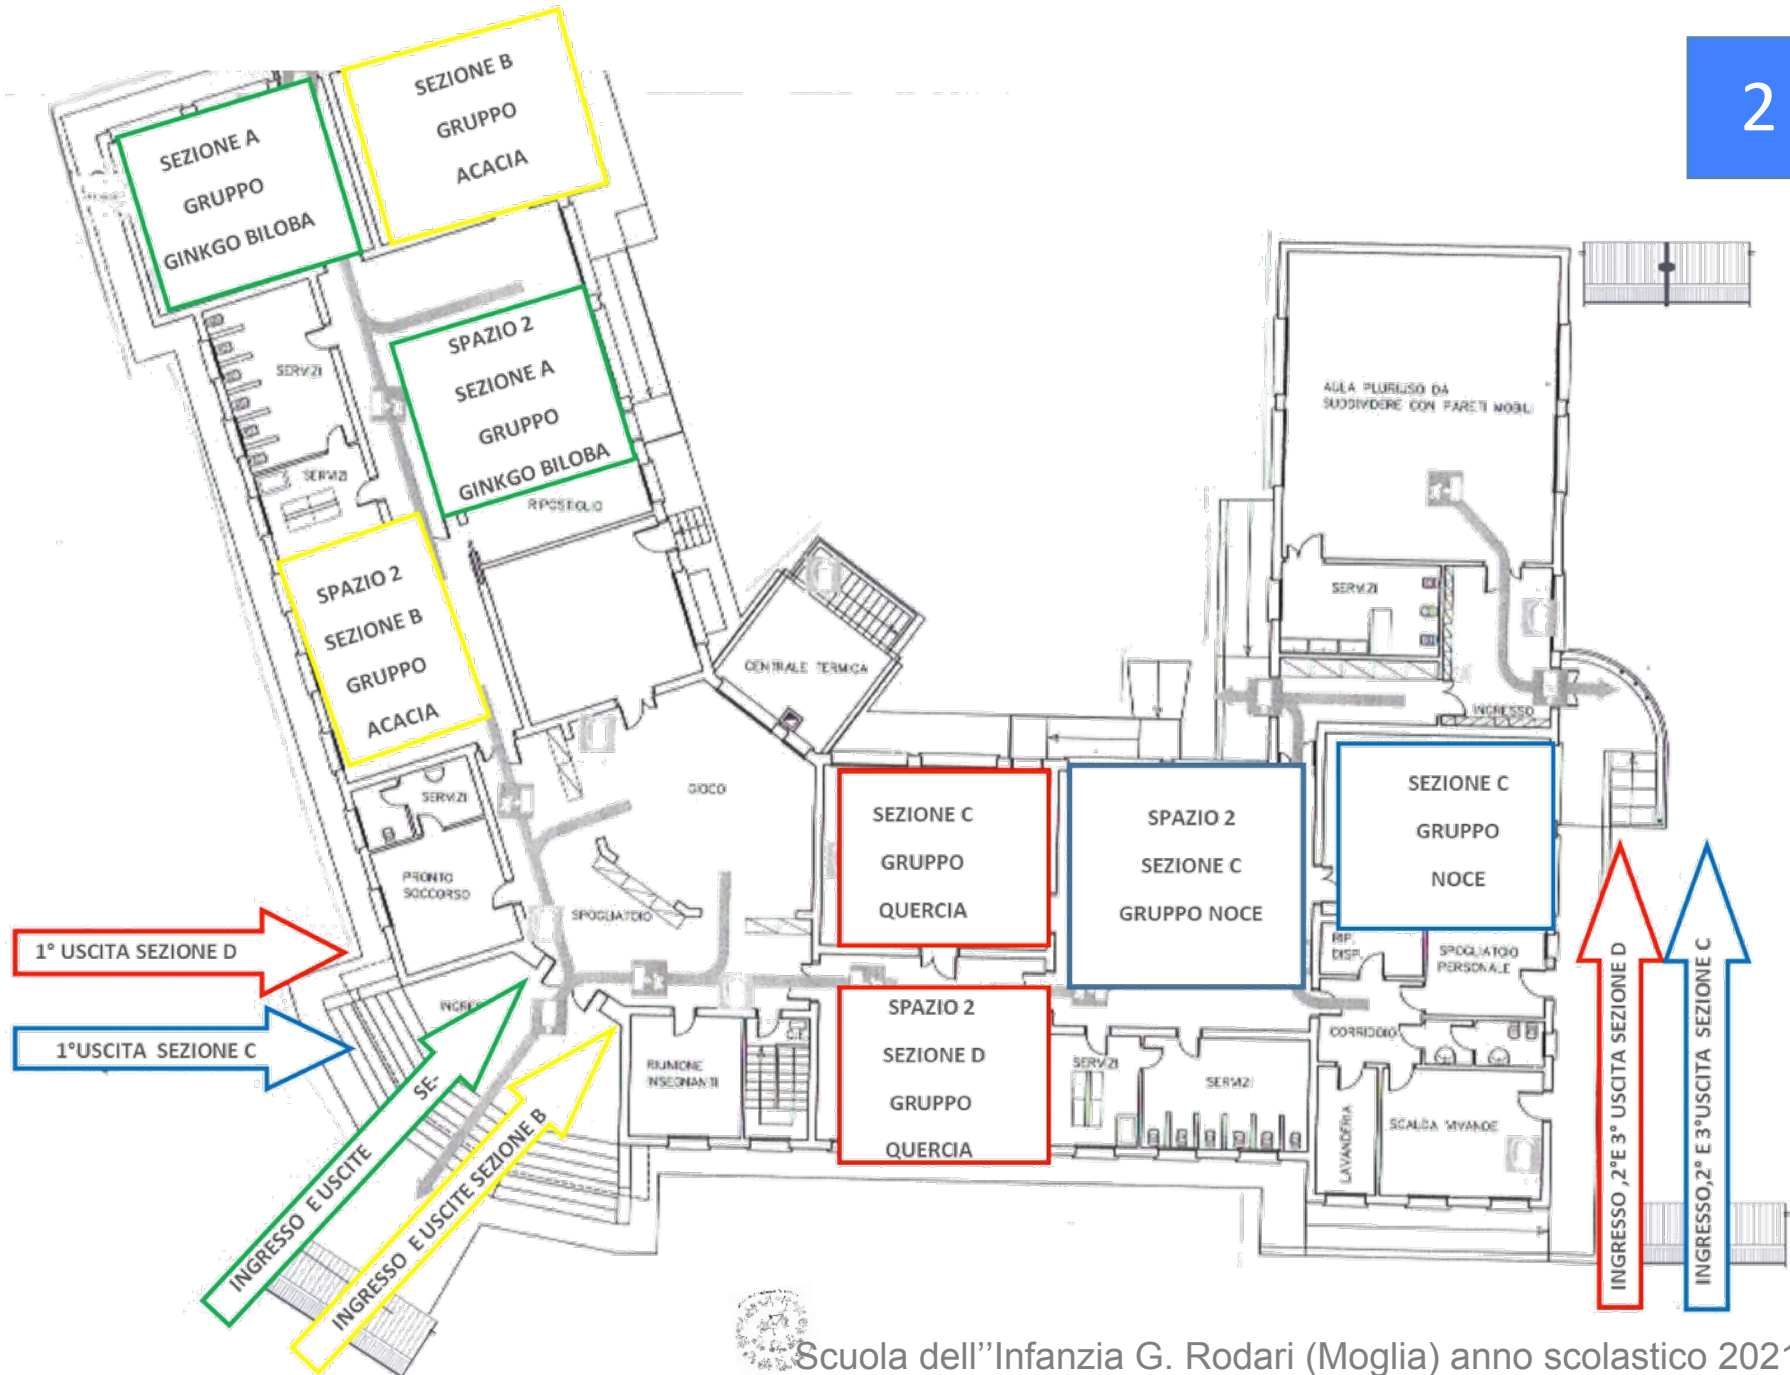 2
SEZIONE B
GRUPPO
ACACIA
SEZIONE A
GRUPPO
GINKGO BILOBA
SPAZIO 2
SEZIONE A
GRUPPO
GINKGO BILOBA
SERVIZI
SERVIZI
RIPOSTIGLIO
SPAZIO 2
SEZIONE B
GRUPPO
ACACIA
AULA PLURIUSO DA
SUDDIVIDERE CON PARETI MOBILI
SERVIZI
CENTRALE TERMICA
INGRESSO
SERVIZI
GIOCO
PRONTO
SOCCORSO
SPOGLIATOIO
SEZIONE C
GRUPPO
QUERCIA
SPAZIO 2
SEZIONE C
GRUPPO NOCE
SEZIONE C
GRUPPO
NOCE
RIP.
DISP.
SPOGLIATOIO
PERSONALE
1° USCITA SEZIONE D
1°USCITA  SEZIONE C
INGRES
SPAZIO 2
SEZIONE D
GRUPPO
QUERCIA
RIUNIONE
INSEGNANTI
SERVIZI
SERVIZI
CORRIDOIO
LAVANDERIA
SCALDA VIVANDE
INGRESSO  E USCITE        SE-
INGRESSO  E USCITE SEZIONE B
INGRESSO ,2°E 3° USCITA SEZIONE D
INGRESSO,2° E 3°USCITA  SEZIONE C
Scuola dell''Infanzia G. Rodari (Moglia) anno scolastico 2021